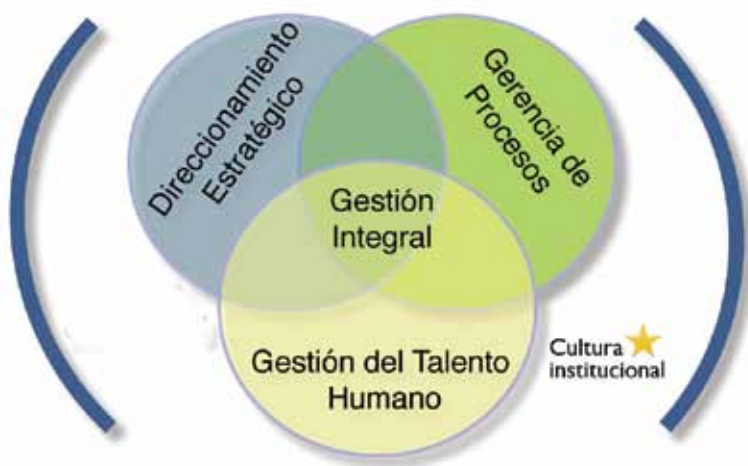 Direccionamiento
Estratégico
Gerencia de
Procesos
Gestión
Integral
Gestión del Talento
Humano
Cultura
institucional